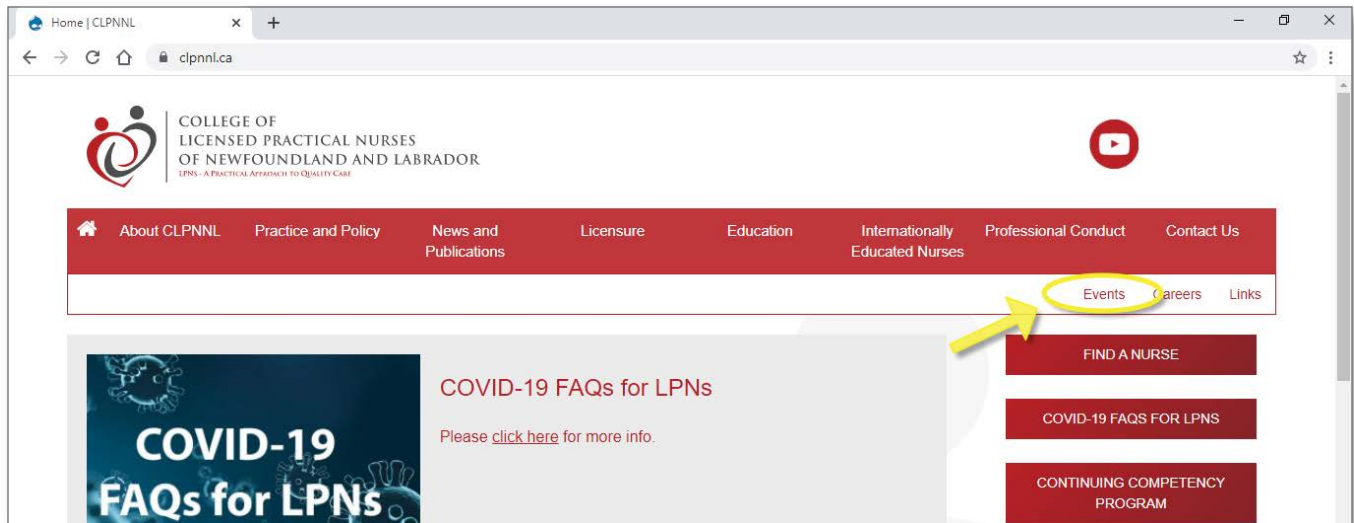 Home | CLPNNL
clpnnl.ca
COLLEGE OF
LICENSED PRACTICAL NURSES
OF NEWFOUNDLAND AND LABRADOR
LPNS - A PRACTICAL APPROACH TO QUALITY CARE
About CLPNNL Practice and Policy News and Publications Licensure Education Internationally Educated Nurses Professional Conduct Contact Us
Events Careers Links
COVID-19
FAQs for LPNs
COVID-19 FAQs for LPNs
Please click here for more info.
FIND A NURSE
COVID-19 FAQS FOR LPNS
CONTINUING COMPETENCY
PROGRAM